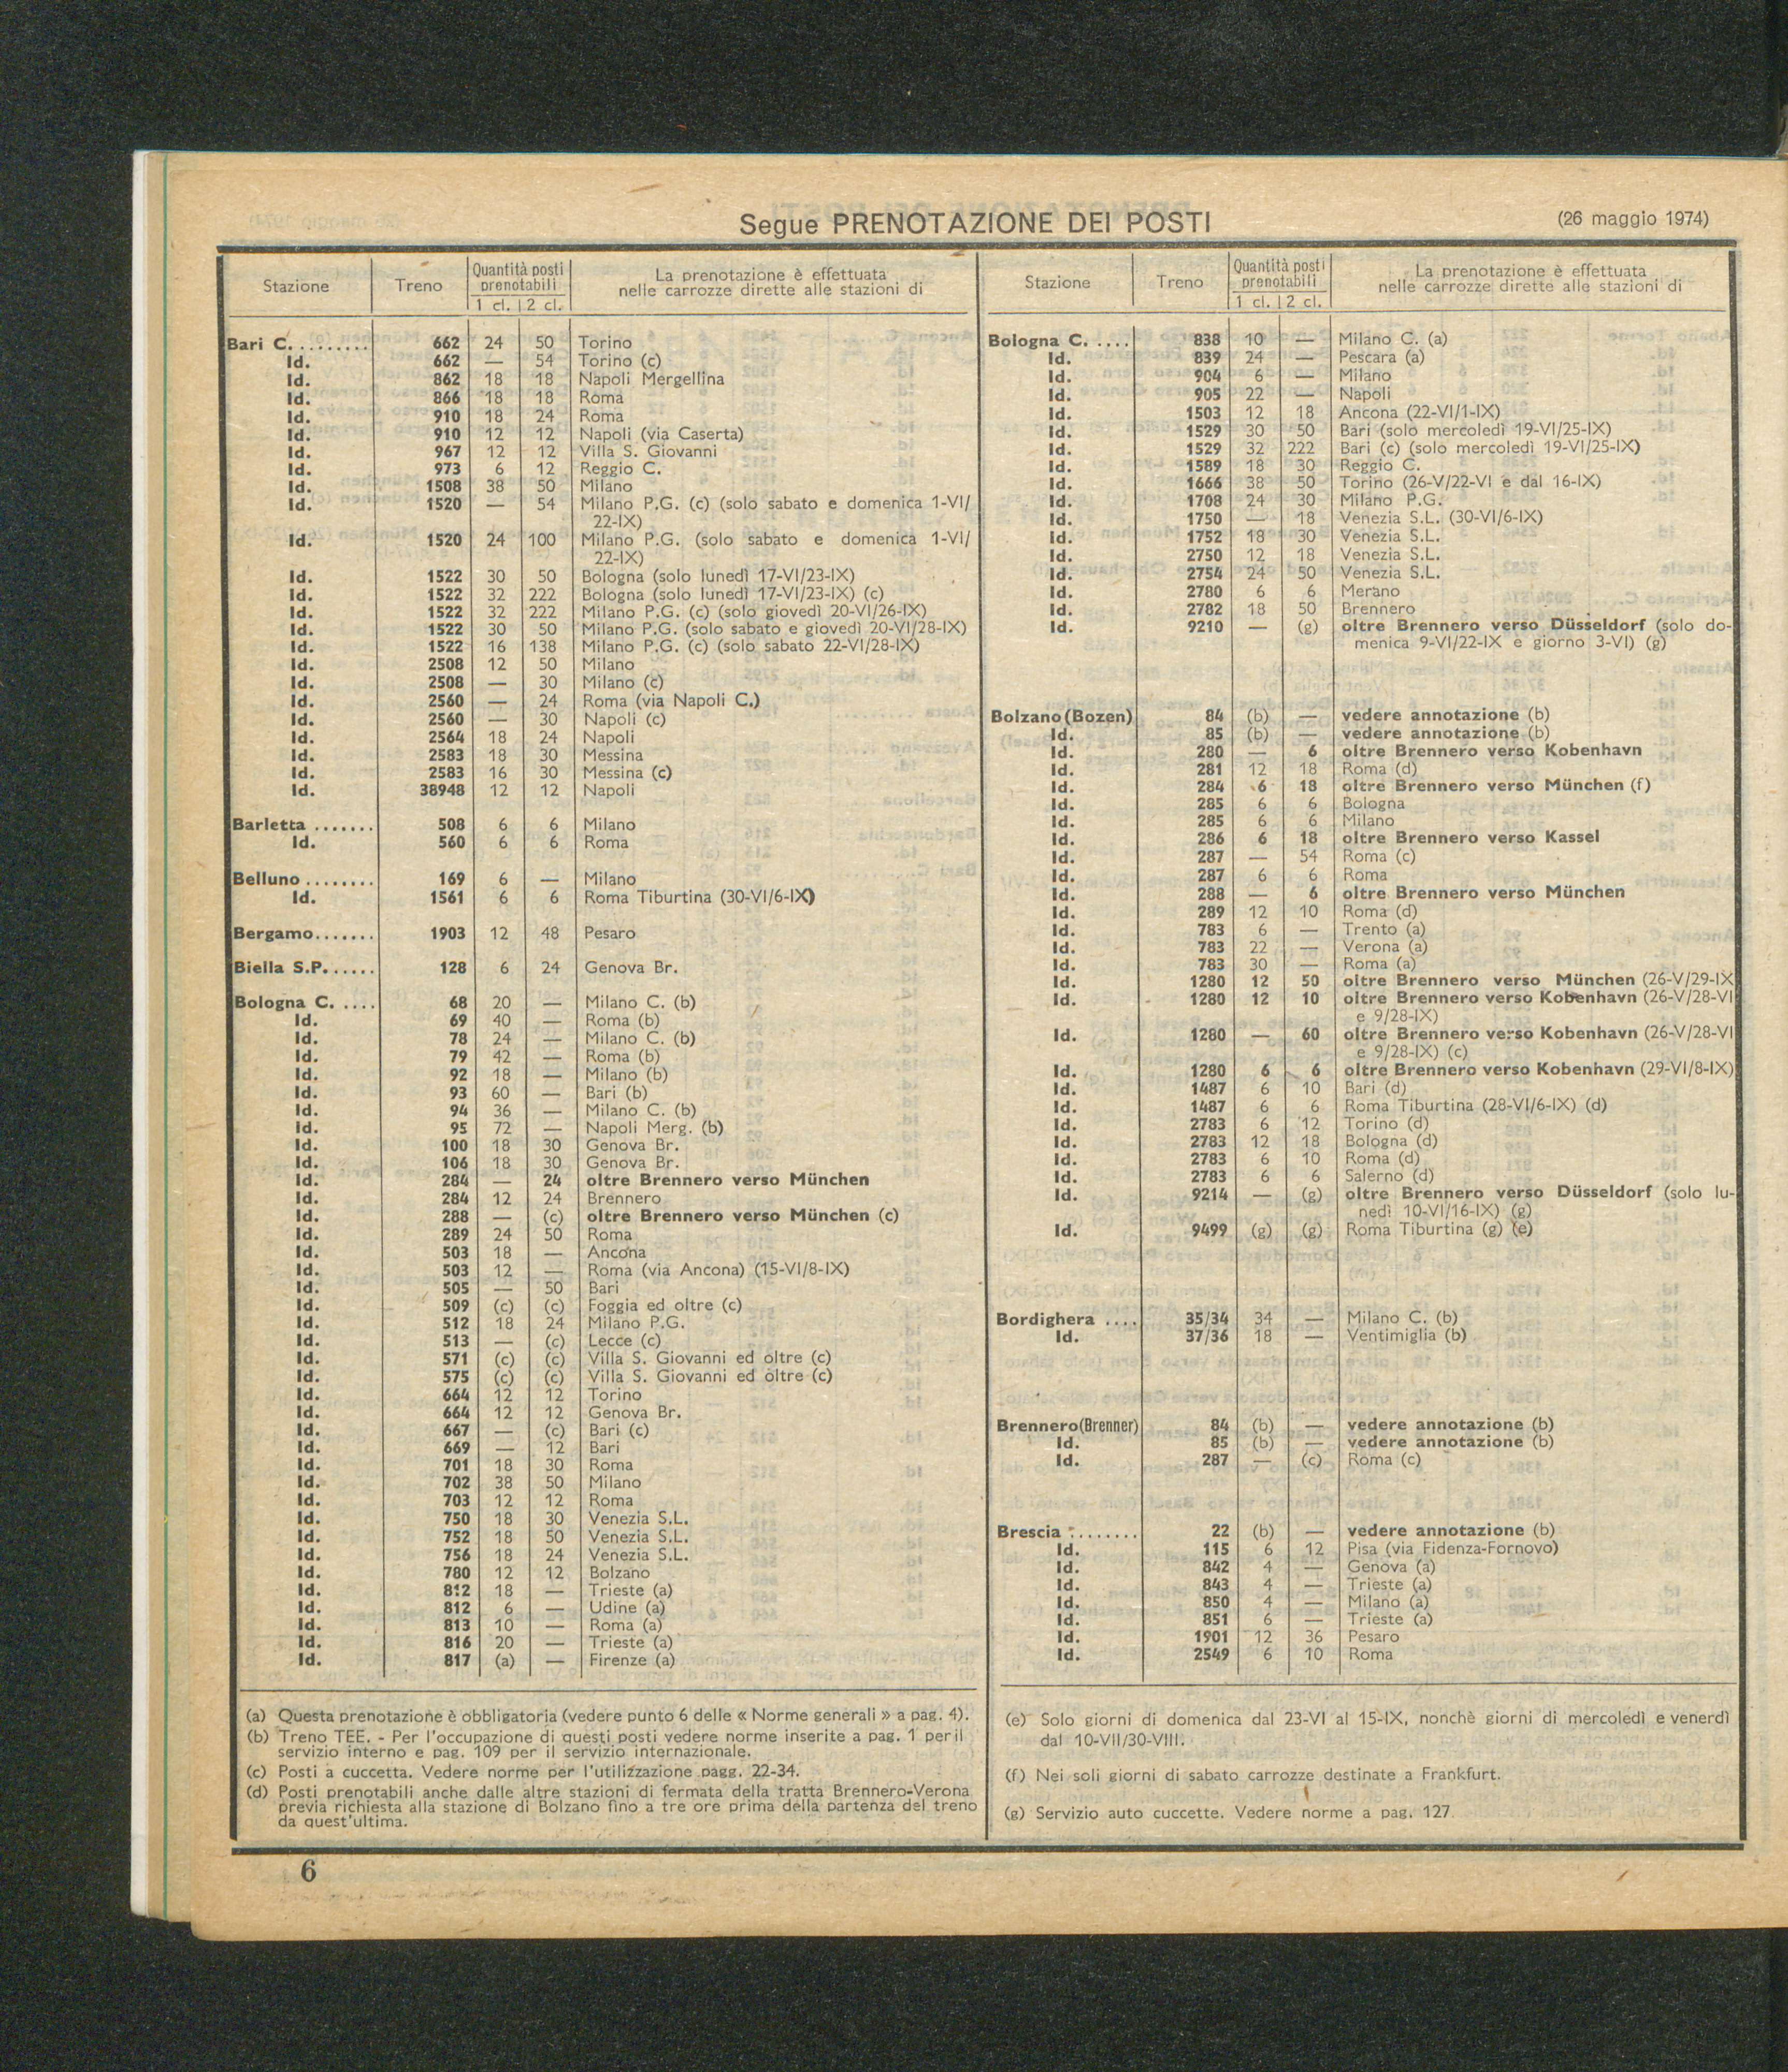 Segue PRENOTAZIONE DEI POSTI
(26 maggio 1974)
Stazione Treno Quantità posti prenotabili 1 cl. 2 cl. La prenotazione è effettuata nelle carrozze dirette alle stazioni di
Bari C. ......... 662 24 50 Torino
Id. 662 — 54 Torino (c)
Id. 862 18 18 Napoli Mergellina
Id. 866 18 18 Roma
Id. 910 18 24 Roma
Id. 910 12 12 Napoli (via Caserta)
Id. 967 12 12 Villa S. Giovanni
Id. 973 6 12 Reggio C.
Id. 1508 38 50 Milano
Id. 1520 — 54 Milano P.G. (c) (solo sabato e domenica 1-VI/
22-IX)
Id. 1520 24 100 Milano P.G. (solo sabato e domenica 1-VI/
22-IX)
Id. 1522 30 50 Bologna (solo lunedì 17-VI/23-IX)
Id. 1522 32 222 Bologna (solo lunedì 17-VI/23-IX) (c)
Id. 1522 32 222 Milano P.G. (c) (solo giovedì 20-VI/26-IX)
Id. 1522 30 50 Milano P.G. (solo sabato e giovedì 20-VI/28-IX)
Id. 1522 16 138 Milano P.G. (c) (solo sabato 22-VI/28-IX)
Id. 2508 12 50 Milano
Id. 2508 — 30 Milano (c)
Id. 2560 — 24 Roma (via Napoli C.)
Id. 2560 — 30 Napoli (c)
Id. 2564 18 24 Napoli
Id. 2583 18 30 Messina
Id. 2583 16 30 Messina (c)
Id. 38948 12 12 Napoli
Barletta ....... 508 6 6 Milano
Id. 560 6 6 Roma
Belluno ........ 169 6 — Milano
Id. 1561 6 6 Roma Tiburtina (30-VI/6-IX)
Bergamo....... 1903 12 48 Pesaro
Biella S.P. ..... 128 6 24 Genova Br.
Bologna C. .... 68 20 — Milano C. (b)
Id. 69 40 — Roma (b)
Id. 78 24 — Milano C. (b)
Id. 79 42 — Roma (b)
Id. 92 18 — Milano (b)
Id. 93 60 — Bari (b)
Id. 94 36 — Milano C. (b)
Id. 95 72 — Napoli Merg. (b)
Id. 100 18 30 Genova Br.
Id. 106 18 30 Genova Br.
Id. 284 — 24 oltre Brennero verso München
Id. 284 12 24 Brennero
Id. 288 — (c) oltre Brennero verso München (c)
Id. 289 24 50 Roma
Id. 503 18 — Ancona
Id. 503 12 — Roma (via Ancona) (15-VI/8-IX)
Id. 505 — 50 Bari
Id. 509 (c) (c) Foggia ed oltre (c)
Id. 512 18 24 Milano P.G.
Id. 513 — (c) Lecce (c)
Id. 571 (c) (c) Villa S. Giovanni ed oltre (c)
Id. 575 (c) (c) Villa S. Giovanni ed oltre (c)
Id. 664 12 12 Torino
Id. 664 12 12 Genova Br.
Id. 667 — (c) Bari (c)
Id. 669 — 12 Bari
Id. 701 18 30 Roma
Id. 702 38 50 Milano
Id. 703 12 12 Roma
Id. 750 18 30 Venezia S.L.
Id. 752 18 50 Venezia S.L.
Id. 756 18 24 Venezia S.L.
Id. 780 12 12 Bolzano
Id. 812 18 — Trieste (a)
Id. 812 6 — Udine (a)
Id. 813 10 — Roma (a)
Id. 816 20 — Trieste (a)
Id. 817 (a) — Firenze (a)
(a) Questa prenotazione è obbligatoria (vedere punto 6 delle « Norme generali » a pag. 4).
(b) Treno TEE. - Per l'occupazione di questi posti vedere norme inserite a pag. 1 per il
servizio interno e pag. 109 per il servizio internazionale.
(c) Posti a cuccetta. Vedere norme per l'utilizzazione pagg. 22-34.
(d) Posti prenotabili anche dalle altre stazioni di fermata della tratta Brennero-Verona
previa richiesta alla stazione di Bolzano fino a tre ore prima della partenza del treno
da quest'ultima.
Stazione Treno Quantità posti prenotabili 1 cl. 2 cl. La prenotazione è effettuata nelle carrozze dirette alle stazioni di
Bologna C. .... 838 10 — Milano C. (a)
Id. 839 24 — Pescara (a)
Id. 904 6 — Milano
Id. 905 22 — Napoli
Id. 1503 12 18 Ancona (22-VI/1-IX)
Id. 1529 30 50 Bari (solo mercoledì 19-VI/25-IX)
Id. 1529 32 222 Bari (c) (solo mercoledì 19-VI/25-IX)
Id. 1589 18 30 Reggio C.
Id. 1666 38 50 Torino (26-V/22-VI e dal 16-IX)
Id. 1708 24 30 Milano P.G.
Id. 1750 — 18 Venezia S.L. (30-VI/6-IX)
Id. 1752 18 30 Venezia S.L.
Id. 2750 12 18 Venezia S.L.
Id. 2754 24 50 Venezia S.L.
Id. 2780 6 6 Merano
Id. 2782 18 50 Brennero
Id. 9210 — (g) oltre Brennero verso Düsseldorf (solo do-
menica 9-VI/22-IX e giorno 3-VI) (g)
Bolzano (Bozen) 84 (b) — vedere annotazione (b)
Id. 85 (b) — vedere annotazione (b)
Id. 280 — 6 oltre Brennero verso Kobenhavn
Id. 281 12 18 Roma (d)
Id. 284 6 18 oltre Brennero verso München (f)
Id. 285 6 6 Bologna
Id. 285 6 6 Milano
Id. 286 6 18 oltre Brennero verso Kassel
Id. 287 — 54 Roma (c)
Id. 287 6 6 Roma
Id. 288 — 6 oltre Brennero verso München
Id. 289 12 10 Roma (d)
Id. 783 6 — Trento (a)
Id. 783 22 — Verona (a)
Id. 783 30 — Roma (a)
Id. 1280 12 50 oltre Brennero verso München (26-V/29-IX
Id. 1280 12 10 oltre Brennero verso Kobenhavn (26-V/28-VI
e 9/28-IX)
Id. 1280 — 60 oltre Brennero verso Kobenhavn (26-V/28-VI
e 9/28-IX) (c)
Id. 1280 6 6 oltre Brennero verso Kobenhavn (29-VI/8-IX)
Id. 1487 6 10 Bari (d)
Id. 1487 6 6 Roma Tiburtina (28-VI/6-IX) (d)
Id. 2783 6 12 Torino (d)
Id. 2783 12 18 Bologna (d)
Id. 2783 6 10 Roma (d)
Id. 2783 6 6 Salerno (d)
Id. 9214 — (g) oltre Brennero verso Düsseldorf (solo lu-
nedì 10-VI/16-IX) (g)
Id. 9499 (g) (g) Roma Tiburtina (g) (e)
Bordighera .... 35/34 34 — Milano C. (b)
Id. 37/36 18 — Ventimiglia (b)
Brennero (Brenner) 84 (b) — vedere annotazione (b)
Id. 85 (b) — vedere annotazione (b)
Id. 287 — (c) Roma (c)
Brescia ........ 22 (b) — vedere annotazione (b)
Id. 115 6 12 Pisa (via Fidenza-Fornovo)
Id. 842 4 — Genova (a)
Id. 843 4 — Trieste (a)
Id. 850 4 — Milano (a)
Id. 851 6 — Trieste (a)
Id. 1901 12 36 Pesaro
Id. 2549 6 10 Roma
(e) Solo giorni di domenica dal 23-VI al 15-IX, nonchè giorni di mercoledì e venerdì
dal 10-VII/30-VIII.
(f) Nei soli giorni di sabato carrozze destinate a Frankfurt.
(g) Servizio auto cuccette. Vedere norme a pag. 127
6